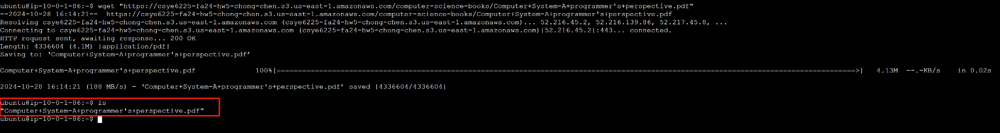 ubuntu@ip-10-0-1-86:~$ wget "https://csye6225-fa24-hw5-chong-chen.s3.us-east-1.amazonaws.com/computer-science-books/Computer+System-A+programmer's+perspective.pdf"
--2024-10-28 16:14:21--  https://csye6225-fa24-hw5-chong-chen.s3.us-east-1.amazonaws.com/computer-science-books/Computer+System-A+programmer's+perspective.pdf
Resolving csye6225-fa24-hw5-chong-chen.s3.us-east-1.amazonaws.com (csye6225-fa24-hw5-chong-chen.s3.us-east-1.amazonaws.com)... 52.216.45.2, 52.216.139.86, 52.217.45.8, ...
Connecting to csye6225-fa24-hw5-chong-chen.s3.us-east-1.amazonaws.com (csye6225-fa24-hw5-chong-chen.s3.us-east-1.amazonaws.com)|52.216.45.2|:443... connected.
HTTP request sent, awaiting response... 200 OK
Length: 4336604 (4.1M) [application/pdf]
Saving to: ‘Computer+System-A+programmer's+perspective.pdf’
Computer+System-A+programmer's+perspective.pdf 100%[=====================================================================================================================================>] 4.13M --.-KB/s in 0.02s
2024-10-28 16:14:21 (188 MB/s) - ‘Computer+System-A+programmer's+perspective.pdf’ saved [4336604/4336604]
ubuntu@ip-10-0-1-86:~$ ls
"Computer+System-A+programmer's+perspective.pdf"
ubuntu@ip-10-0-1-86:~$